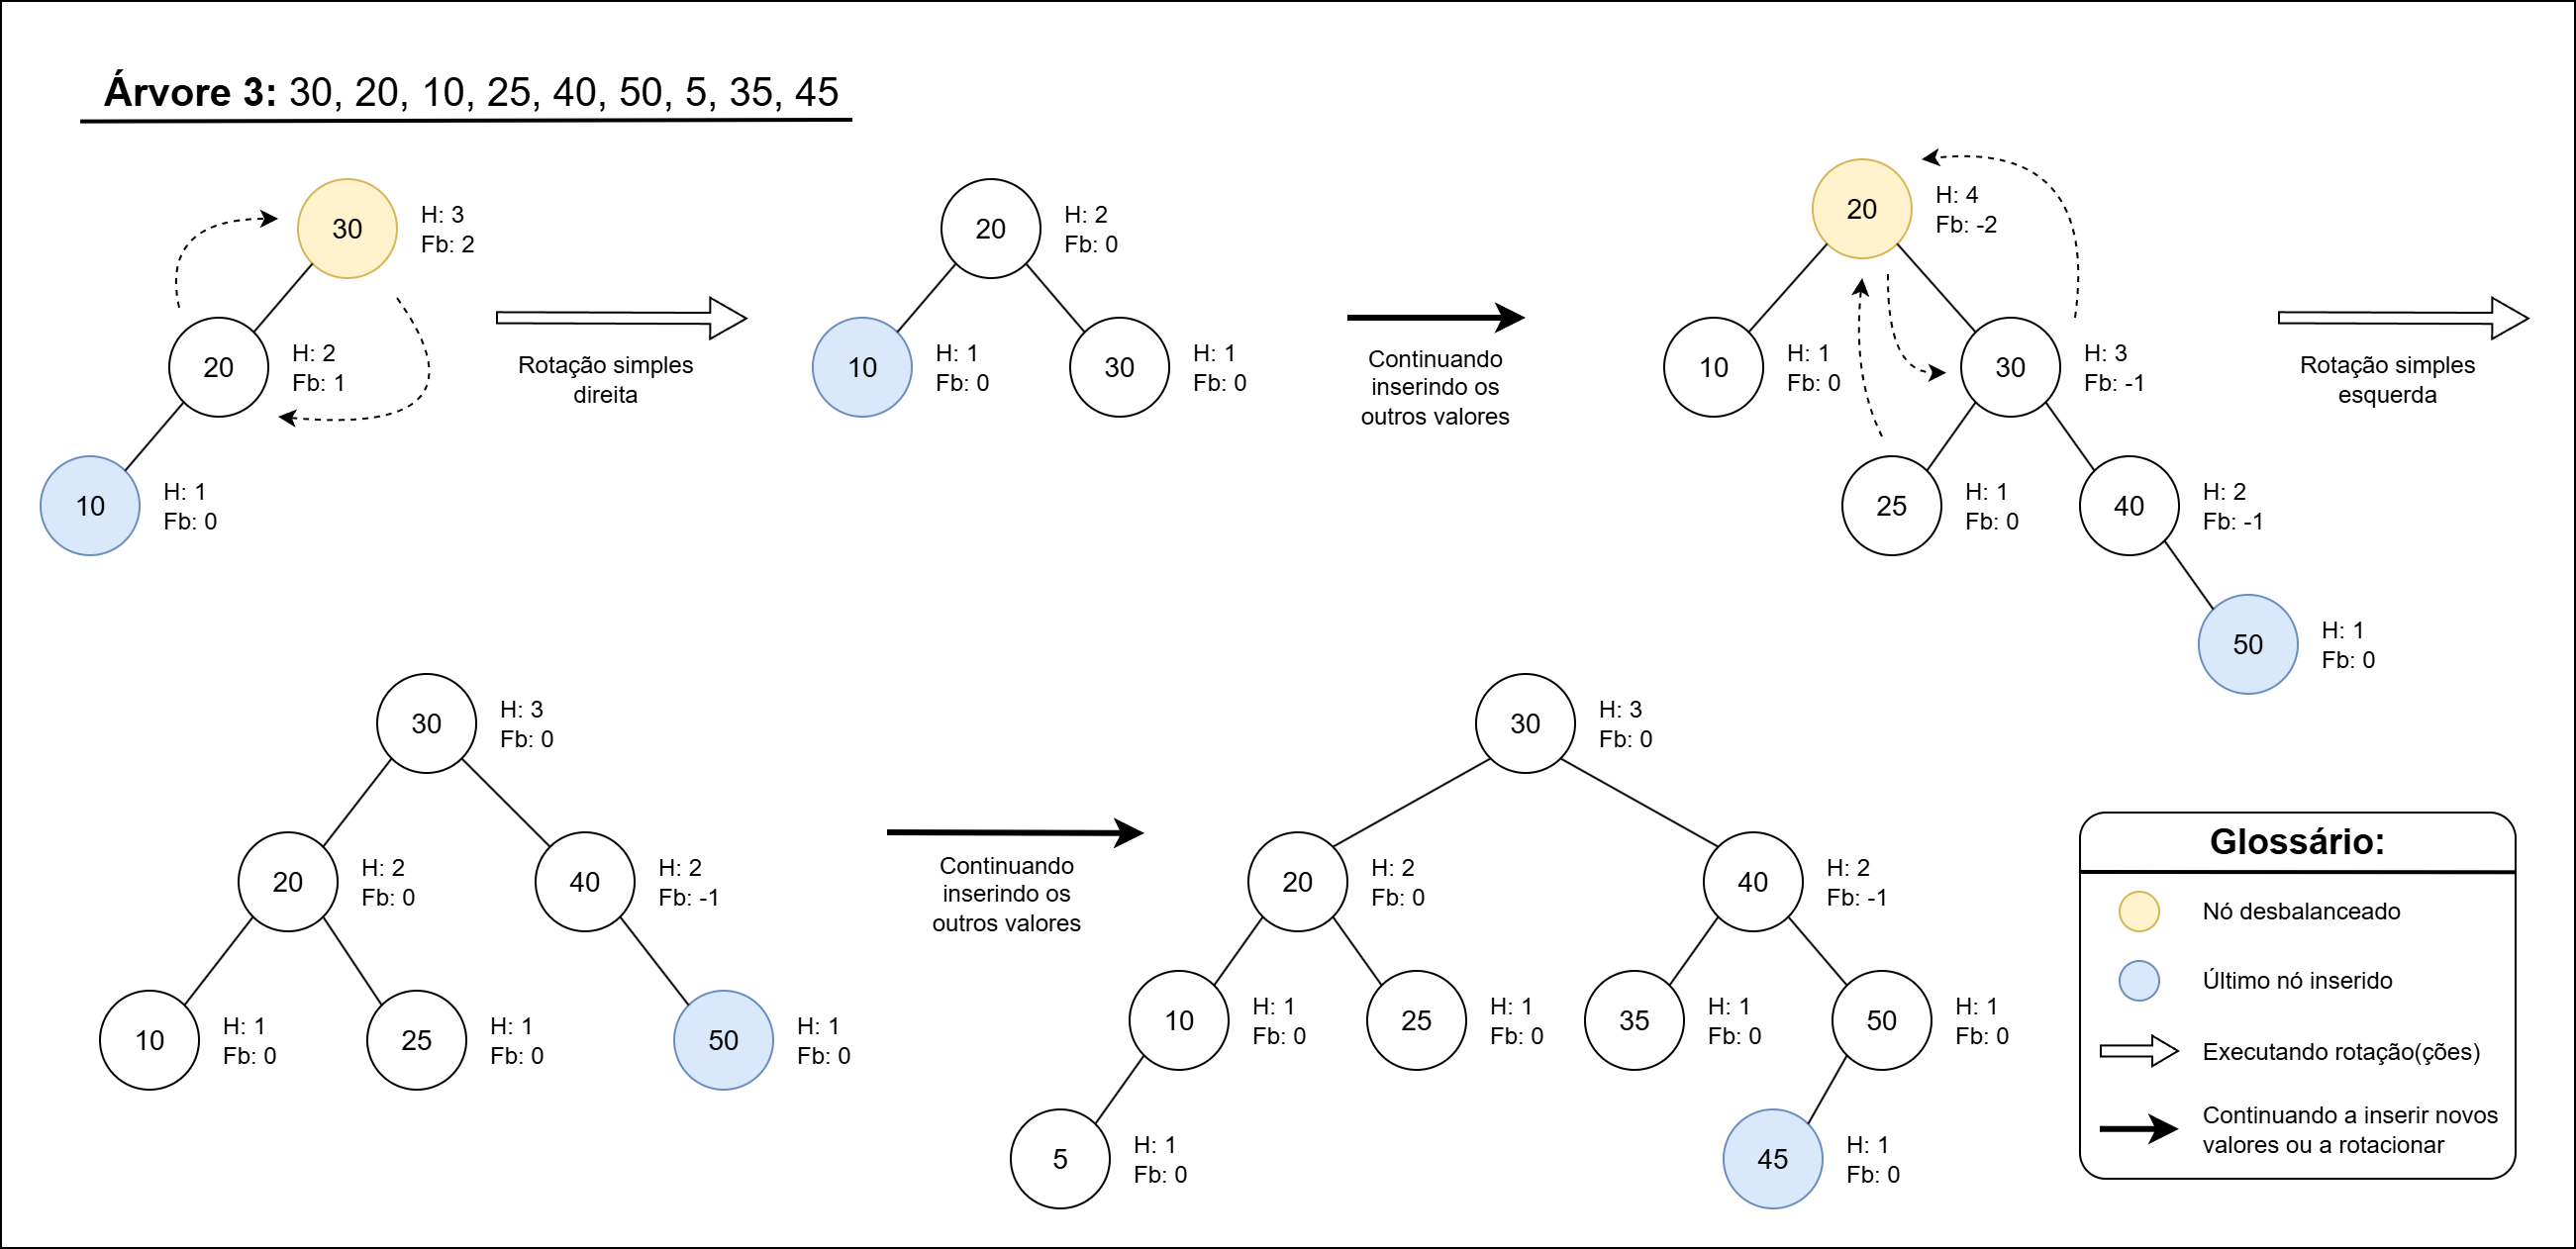 Árvore 3: 30, 20, 10, 25, 40, 50, 5, 35, 45
30
H: 3
Fb: 2
20
H: 2
Fb: 1
10
H: 1
Fb: 0
Rotação simples
direita
20
H: 2
Fb: 0
10
H: 1
Fb: 0
30
H: 1
Fb: 0
Continuando
inserindo os
outros valores
20
H: 4
Fb: -2
10
H: 1
Fb: 0
30
H: 3
Fb: -1
25
H: 1
Fb: 0
40
H: 2
Fb: -1
50
H: 1
Fb: 0
Rotação simples
esquerda
30
H: 3
Fb: 0
20
H: 2
Fb: 0
40
H: 2
Fb: -1
10
H: 1
Fb: 0
25
H: 1
Fb: 0
50
H: 1
Fb: 0
Continuando
inserindo os
outros valores
30
H: 3
Fb: 0
20
H: 2
Fb: 0
40
H: 2
Fb: -1
10
H: 1
Fb: 0
25
H: 1
Fb: 0
35
H: 1
Fb: 0
50
H: 1
Fb: 0
5
H: 1
Fb: 0
45
H: 1
Fb: 0
Glossário:
Nó desbalanceado
Último nó inserido
Executando rotação(ções)
Continuando a inserir novos
valores ou a rotacionar